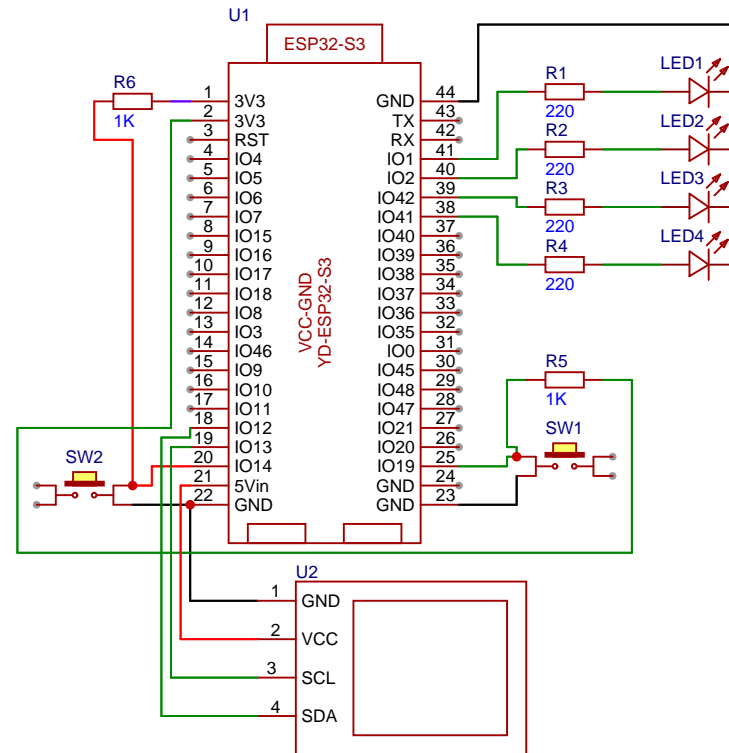 U1
ESP32-S3
R6
1K
1 3V3
2 3V3
3 RST
4 IO4
5 IO5
6 IO6
7 IO7
8 IO15
9 IO16
10 IO17
11 IO18
12 IO8
13 IO3
14 IO46
15 IO9
16 IO10
17 IO11
18 IO12
19 IO13
20 IO14
21 5Vin
22 GND
VCC-GND
YD-ESP32-S3
GND 44
TX 43
RX 42
IO1 41
IO2 40
IO42 39
IO41 38
IO40 37
IO39 36
IO38 35
IO37 34
IO36 33
IO35 32
IO0 31
IO45 30
IO48 29
IO47 28
IO21 27
IO20 26
IO19 25
GND 24
GND 23
R1
220
LED1
R2
220
LED2
R3
220
LED3
R4
220
LED4
R5
1K
SW1
SW2
U2
1 GND
2 VCC
3 SCL
4 SDA